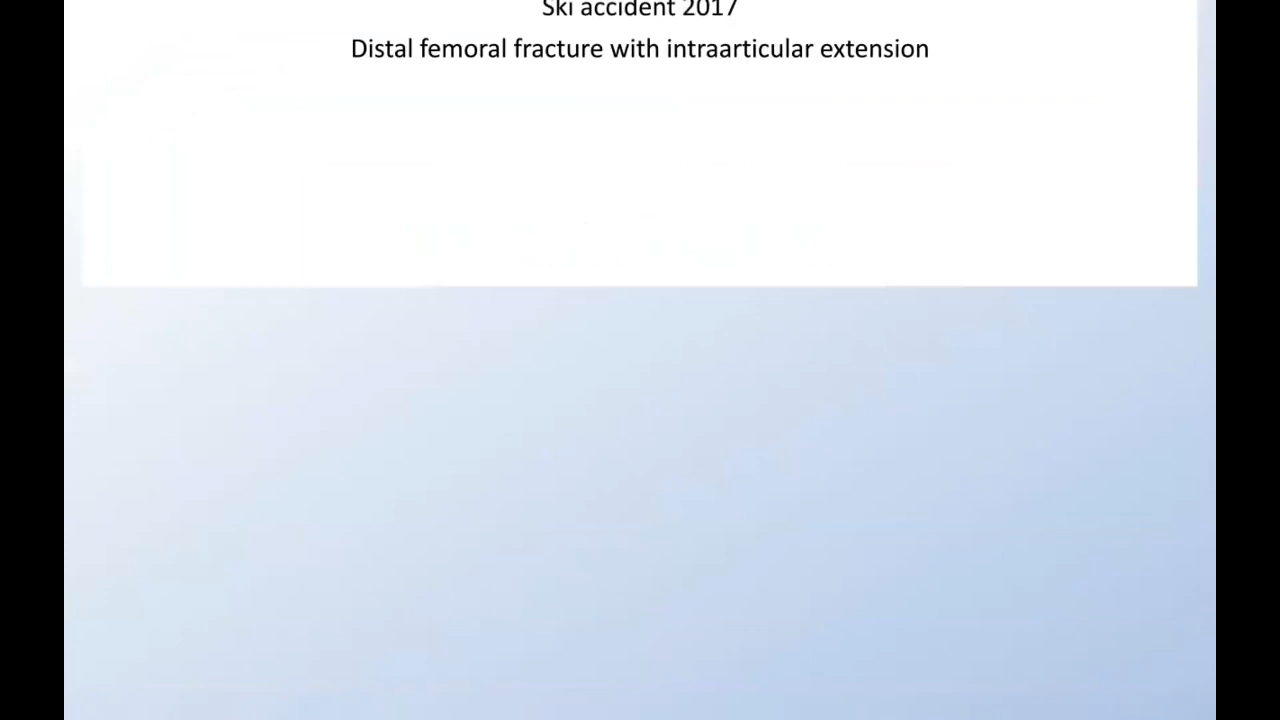 Ski accident 2017
Distal femoral fracture with intraarticular extension